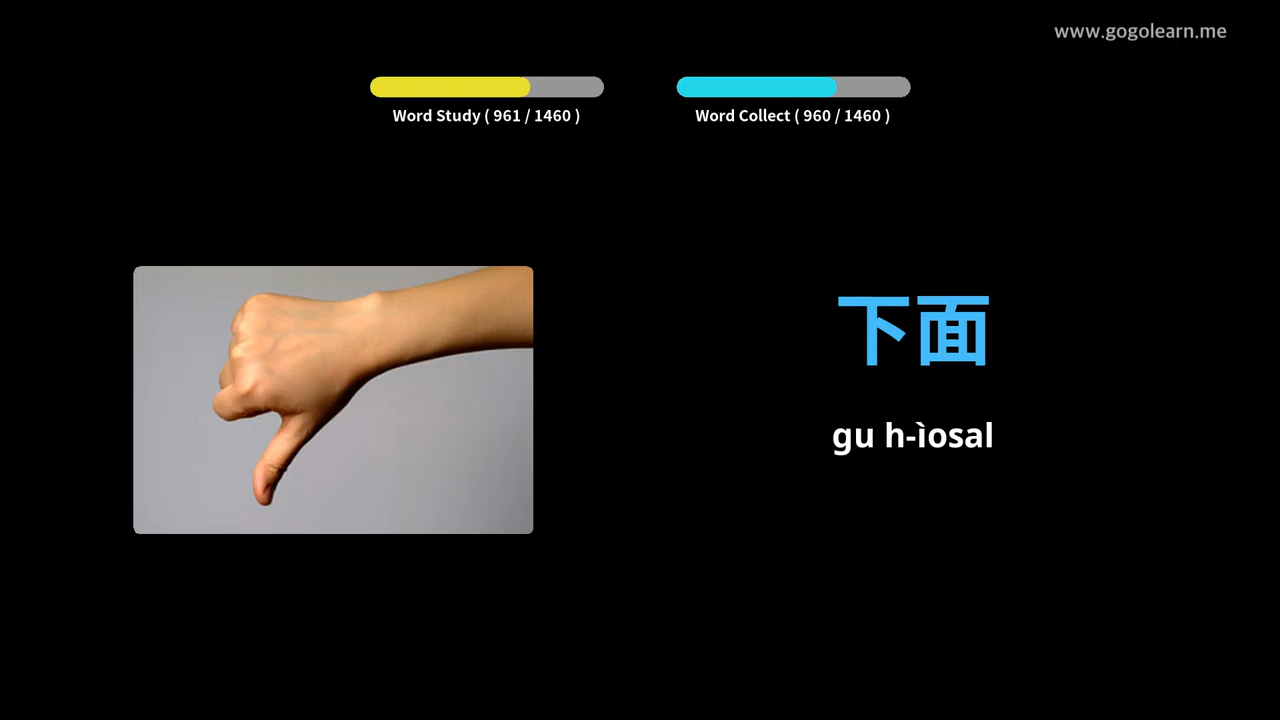 www.gogolearn.me
Word Study ( 961 / 1460 )
Word Collect ( 960 / 1460 )
下面
gu h-ìosal